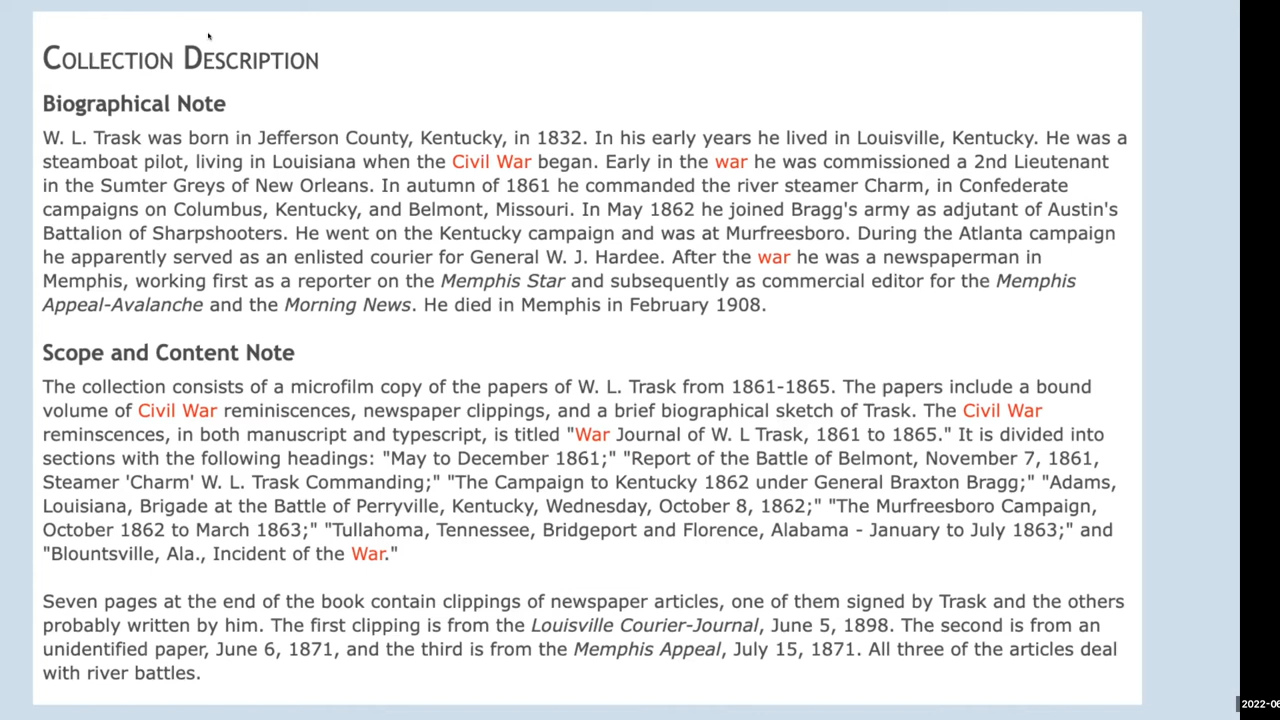 Collection Description
Biographical Note
W. L. Trask was born in Jefferson County, Kentucky, in 1832. In his early years he lived in Louisville, Kentucky. He was a
steamboat pilot, living in Louisiana when the Civil War began. Early in the war he was commissioned a 2nd Lieutenant
in the Sumter Greys of New Orleans. In autumn of 1861 he commanded the river steamer Charm, in Confederate
campaigns on Columbus, Kentucky, and Belmont, Missouri. In May 1862 he joined Bragg's army as adjutant of Austin's
Battalion of Sharpshooters. He went on the Kentucky campaign and was at Murfreesboro. During the Atlanta campaign
he apparently served as an enlisted courier for General W. J. Hardee. After the war he was a newspaperman in
Memphis, working first as a reporter on the Memphis Star and subsequently as commercial editor for the Memphis
Appeal-Avalanche and the Morning News. He died in Memphis in February 1908.
Scope and Content Note
The collection consists of a microfilm copy of the papers of W. L. Trask from 1861-1865. The papers include a bound
volume of Civil War reminiscences, newspaper clippings, and a brief biographical sketch of Trask. The Civil War
reminscences, in both manuscript and typescript, is titled "War Journal of W. L Trask, 1861 to 1865." It is divided into
sections with the following headings: "May to December 1861;" "Report of the Battle of Belmont, November 7, 1861,
Steamer 'Charm' W. L. Trask Commanding;" "The Campaign to Kentucky 1862 under General Braxton Bragg;" "Adams,
Louisiana, Brigade at the Battle of Perryville, Kentucky, Wednesday, October 8, 1862;" "The Murfreesboro Campaign,
October 1862 to March 1863;" "Tullahoma, Tennessee, Bridgeport and Florence, Alabama - January to July 1863;" and
"Blountsville, Ala., Incident of the War."
Seven pages at the end of the book contain clippings of newspaper articles, one of them signed by Trask and the others
probably written by him. The first clipping is from the Louisville Courier-Journal, June 5, 1898. The second is from an
unidentified paper, June 6, 1871, and the third is from the Memphis Appeal, July 15, 1871. All three of the articles deal
with river battles.